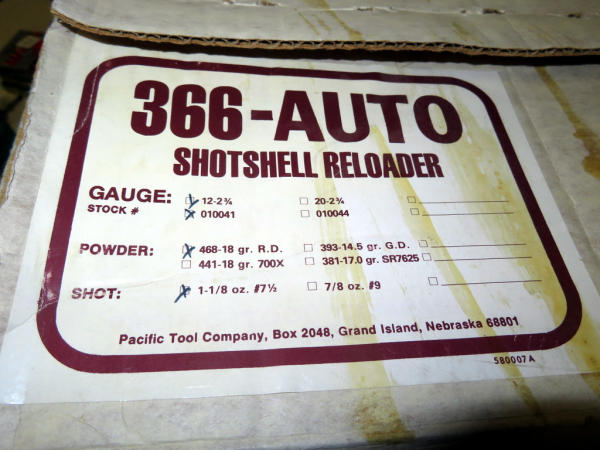 366-AUTO
SHOTSHELL RELOADER
GAUGE: 12-2¾ 20-2¾
STOCK # 010041 010044
POWDER: 468-18 gr. R.D. 393-14.5 gr. G.D.
441-18 gr. 700X 381-17.0 gr. SR7625
SHOT: 1-1/8 oz. #7½ 7/8 oz. #9
Pacific Tool Company, Box 2048, Grand Island, Nebraska 68801
580007A